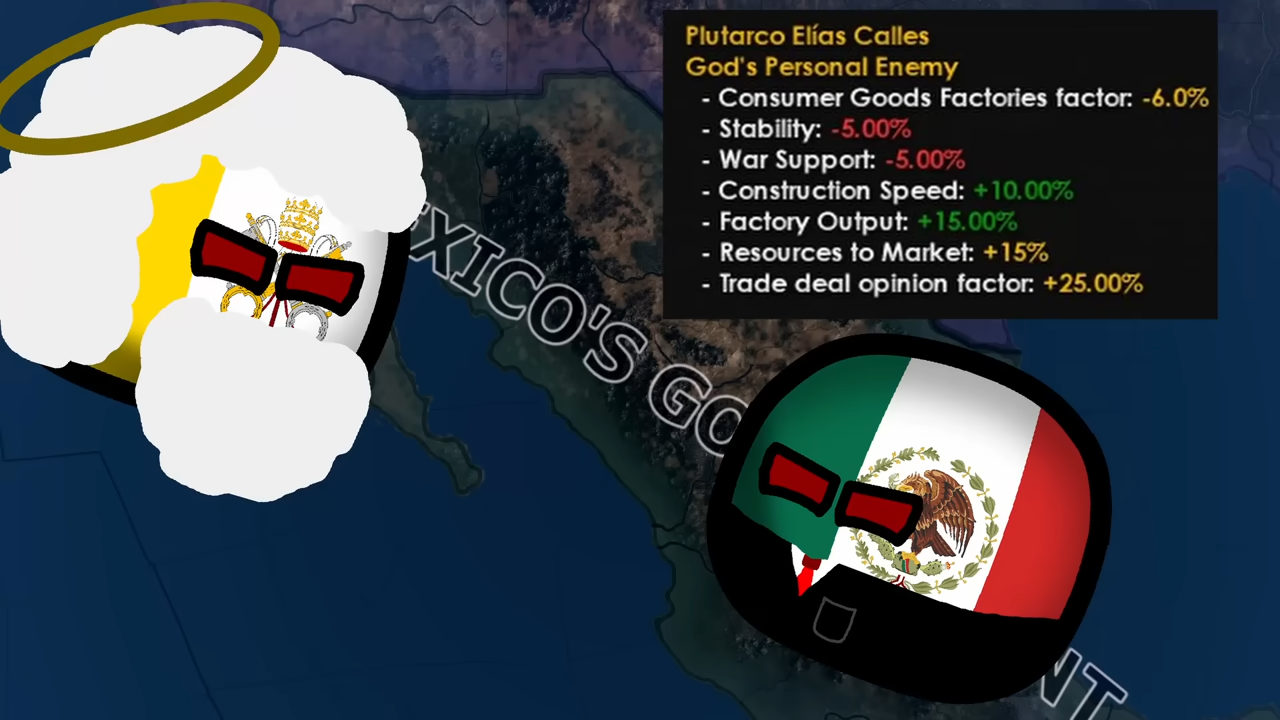 Plutarco Elías Calles
God's Personal Enemy
- Consumer Goods Factories factor: -6.0%
- Stability: -5.00%
- War Support: -5.00%
- Construction Speed: +10.00%
- Factory Output: +15.00%
- Resources to Market: +15%
- Trade deal opinion factor: +25.00%
EXICO'S GO
NT